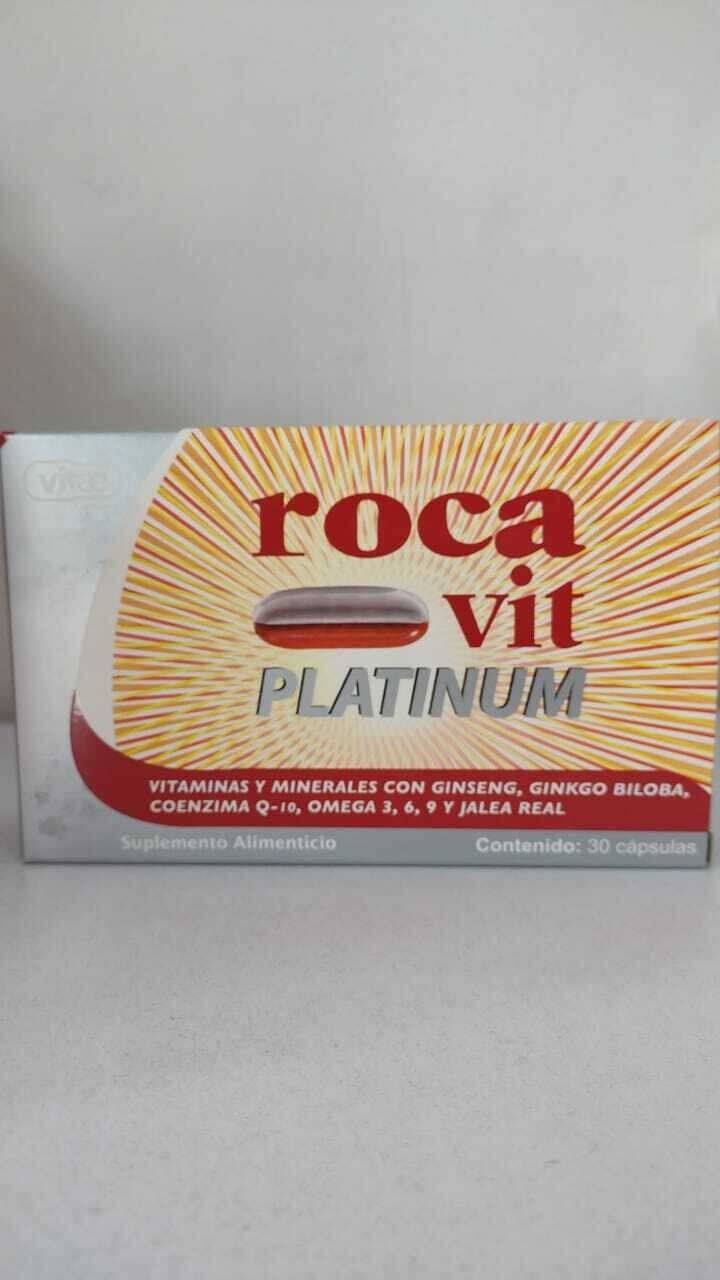 vitae
roca
vit
PLATINUM
VITAMINAS Y MINERALES CON GINSENG, GINKGO BILOBA,
COENZIMA Q-10, OMEGA 3, 6, 9 Y JALEA REAL
Suplemento Alimenticio
Contenido: 30 cápsulas